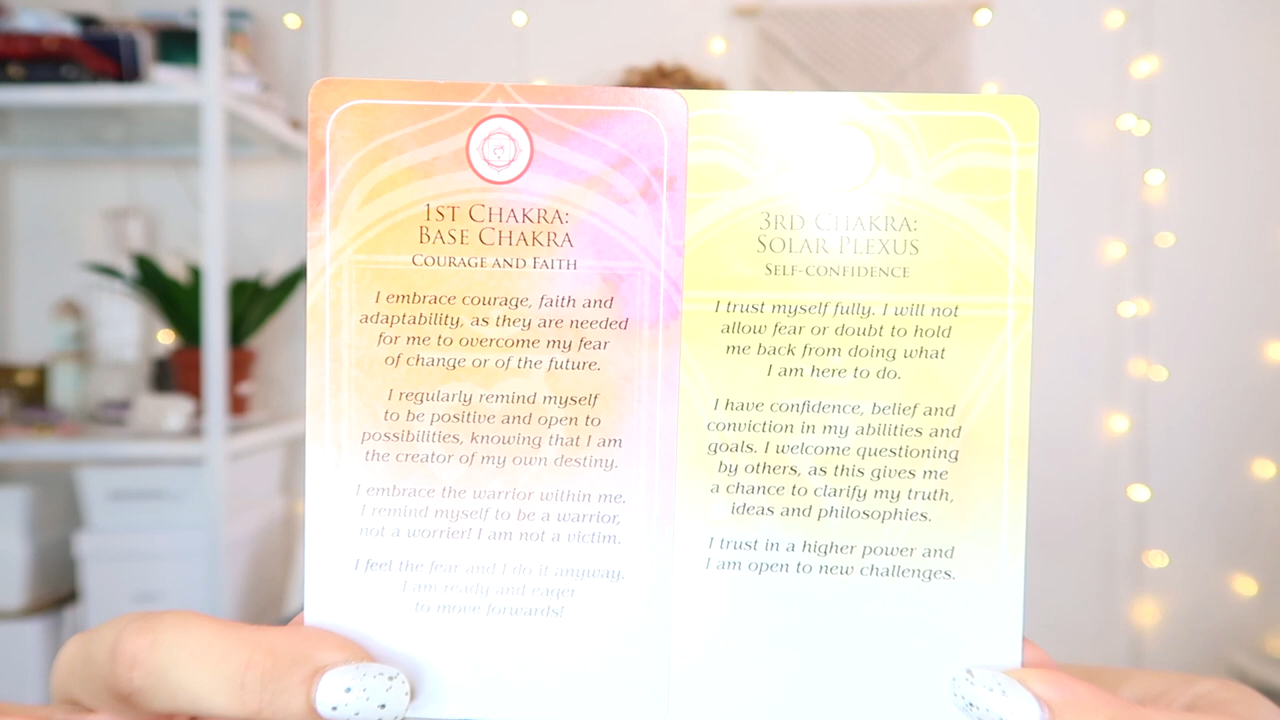 1ST CHAKRA:
BASE CHAKRA
COURAGE AND FAITH
I embrace courage, faith and
adaptability, as they are needed
for me to overcome my fear
of change or of the future.
I regularly remind myself
to be positive and open to
possibilities, knowing that I am
the creator of my own destiny.
I embrace the warrior within me.
I remind myself to be a warrior,
not a worrier! I am not a victim.
I feel the fear and I do it anyway.
I am ready and eager
to move forwards!
3RD CHAKRA:
SOLAR PLEXUS
SELF-CONFIDENCE
I trust myself fully. I will not
allow fear or doubt to hold
me back from doing what
I am here to do.
I have confidence, belief and
conviction in my abilities and
goals. I welcome questioning
by others, as this gives me
a chance to clarify my truth,
ideas and philosophies.
I trust in a higher power and
I am open to new challenges.